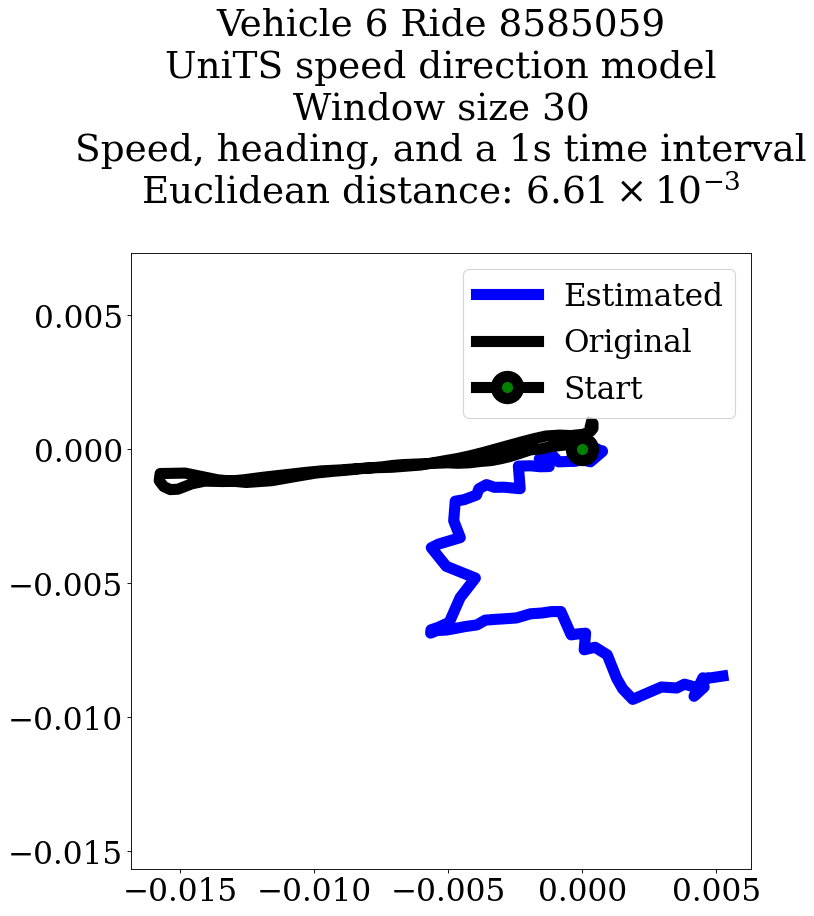 Vehicle 6 Ride 8585059
UniTS speed direction model
Window size 30
Speed, heading, and a 1s time interval
Euclidean distance: 6.61 × 10⁻³
Estimated
Original
Start
0.005
0.000
−0.005
−0.010
−0.015
−0.015 −0.010 −0.005 0.000 0.005